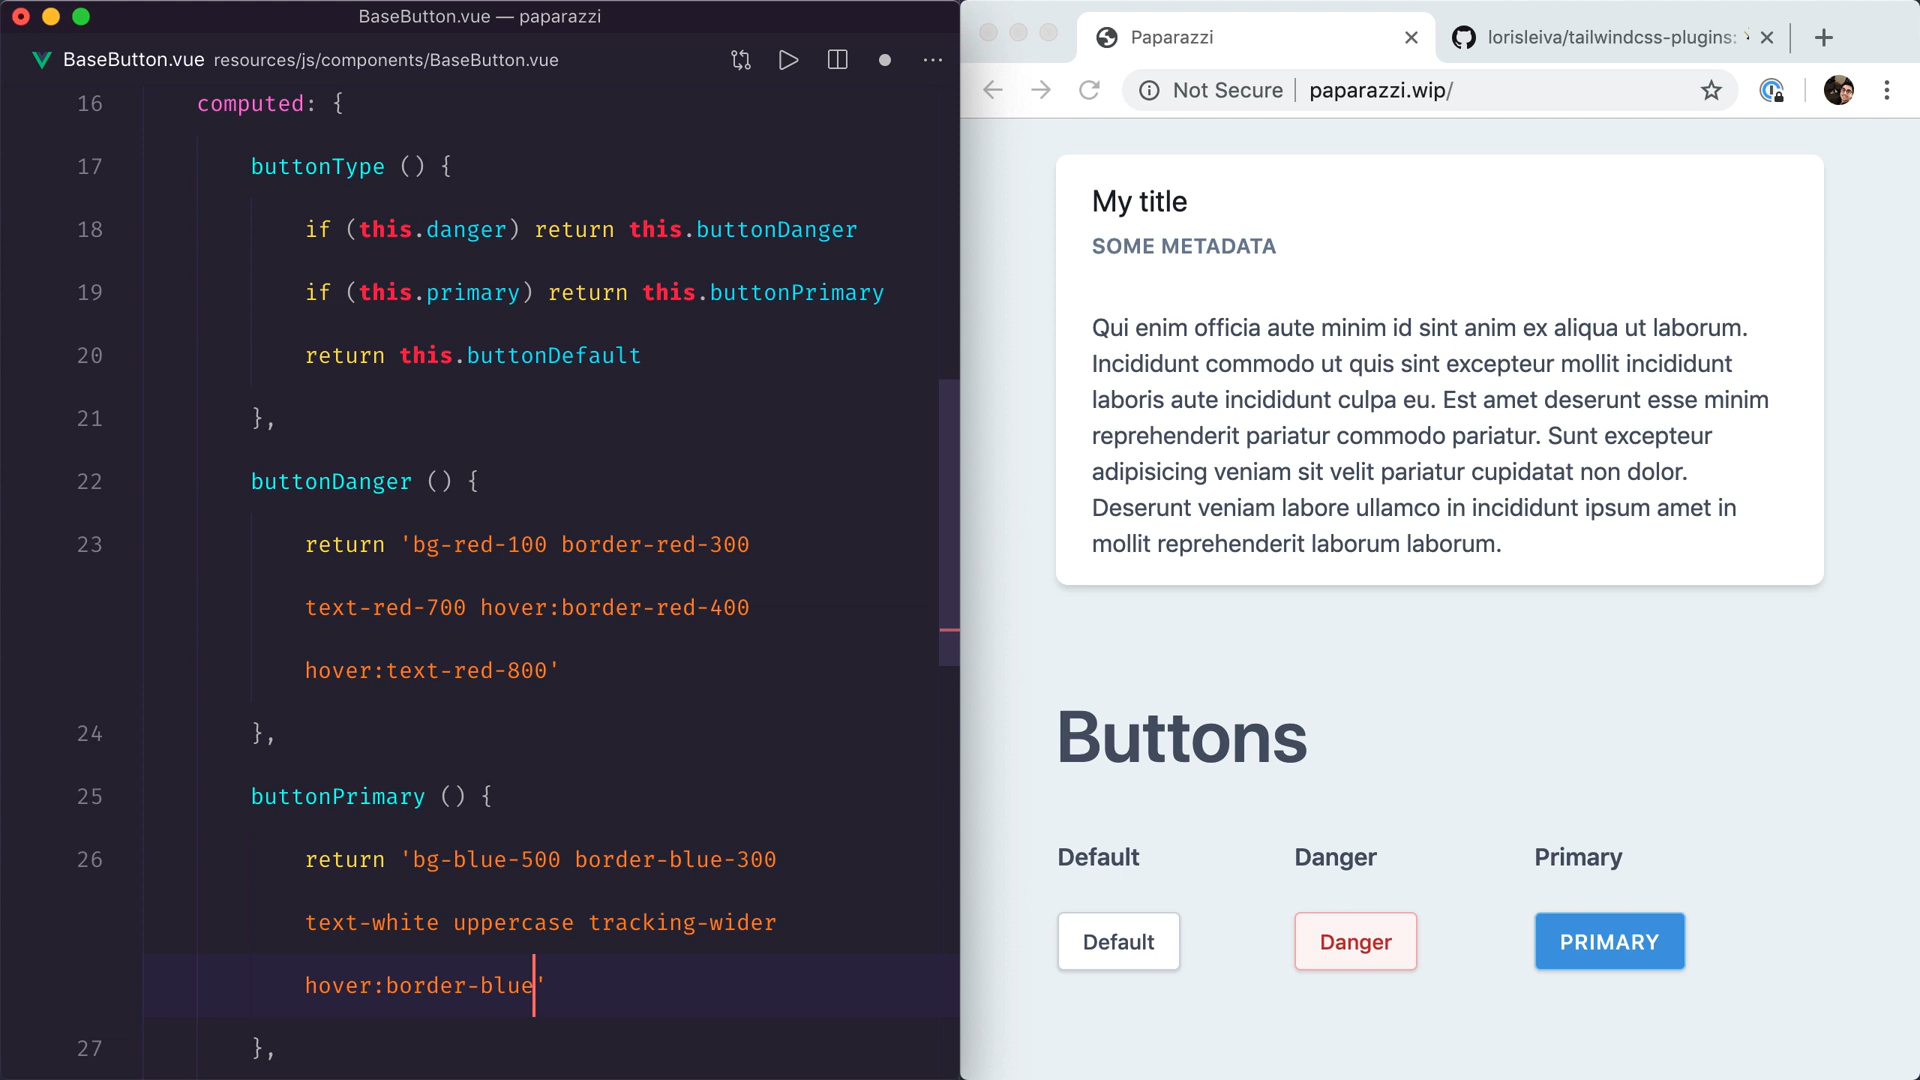 BaseButton.vue — paparazzi
BaseButton.vue resources/js/components/BaseButton.vue
16 computed: {
17 buttonType () {
18 if (this.danger) return this.buttonDanger
19 if (this.primary) return this.buttonPrimary
20 return this.buttonDefault
21 },
22 buttonDanger () {
23 return 'bg-red-100 border-red-300
text-red-700 hover:border-red-400
hover:text-red-800'
24 },
25 buttonPrimary () {
26 return 'bg-blue-500 border-blue-300
text-white uppercase tracking-wider
hover:border-blue'
27 },
Paparazzi
lorisleiva/tailwindcss-plugins:
Not Secure
paparazzi.wip/
My title
SOME METADATA
Qui enim officia aute minim id sint anim ex aliqua ut laborum.
Incididunt commodo ut quis sint excepteur mollit incididunt
laboris aute incididunt culpa eu. Est amet deserunt esse minim
reprehenderit pariatur commodo pariatur. Sunt excepteur
adipisicing veniam sit velit pariatur cupidatat non dolor.
Deserunt veniam labore ullamco in incididunt ipsum amet in
mollit reprehenderit laborum laborum.
Buttons
Default Danger Primary
Default Danger PRIMARY